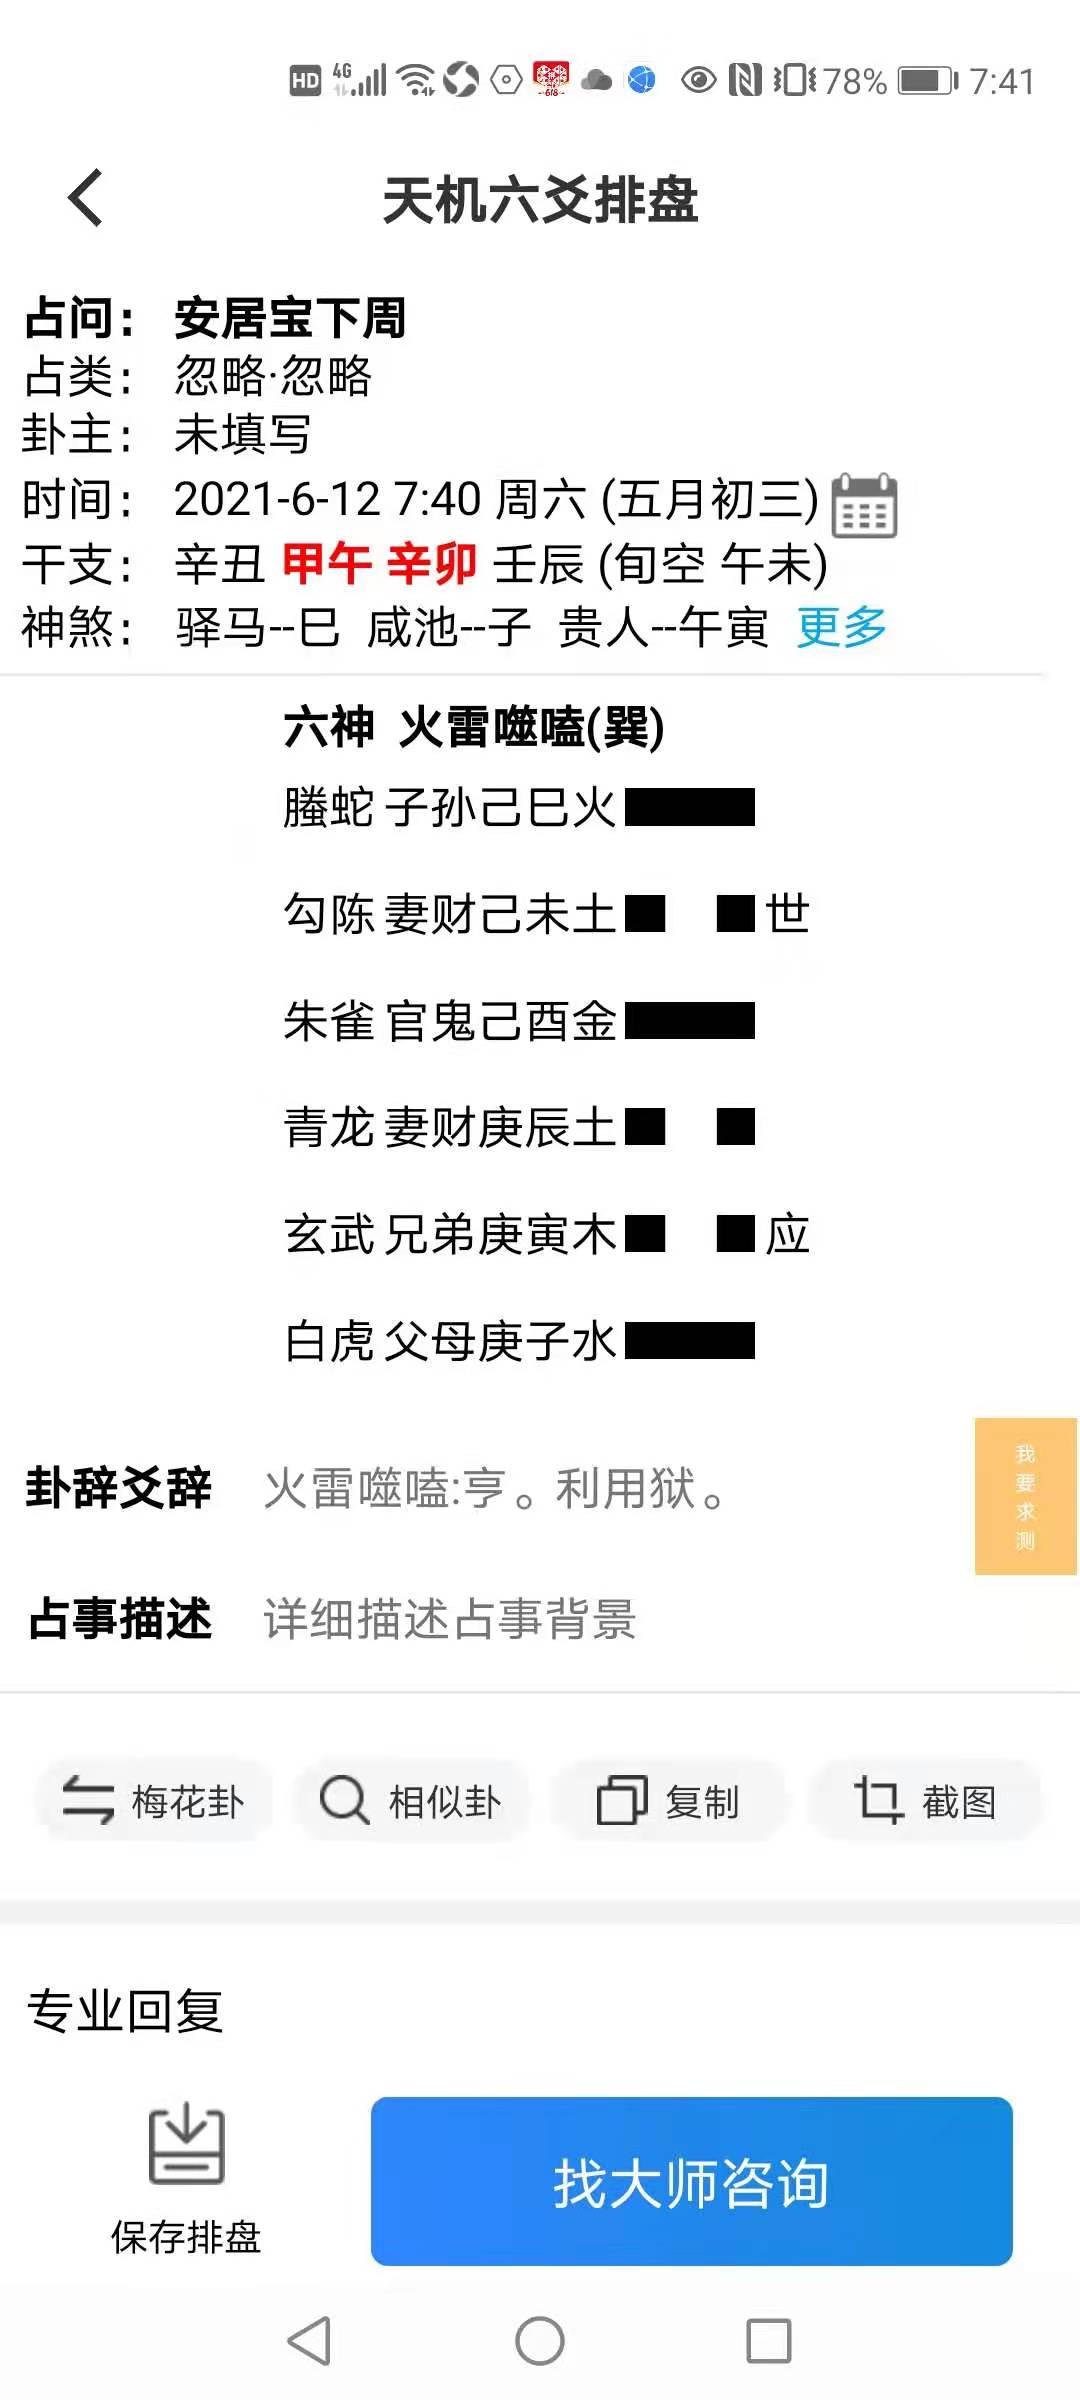 HD 4G 618 78% 7:41
天机六爻排盘
占问： 安居宝下周
占类： 忽略·忽略
卦主： 未填写
时间： 2021-6-12 7:40 周六 (五月初三)
干支： 辛丑 甲午 辛卯 壬辰 (旬空 午未)
神煞： 驿马--巳 咸池--子 贵人--午寅 更多
六神 火雷噬嗑(巽)
螣蛇 子孙己巳火
勾陈 妻财己未土 世
朱雀 官鬼己酉金
青龙 妻财庚辰土
玄武 兄弟庚寅木 应
白虎 父母庚子水
卦辞爻辞 火雷噬嗑:亨。利用狱。
我要求测
占事描述 详细描述占事背景
梅花卦 相似卦 复制 截图
专业回复
保存排盘 找大师咨询